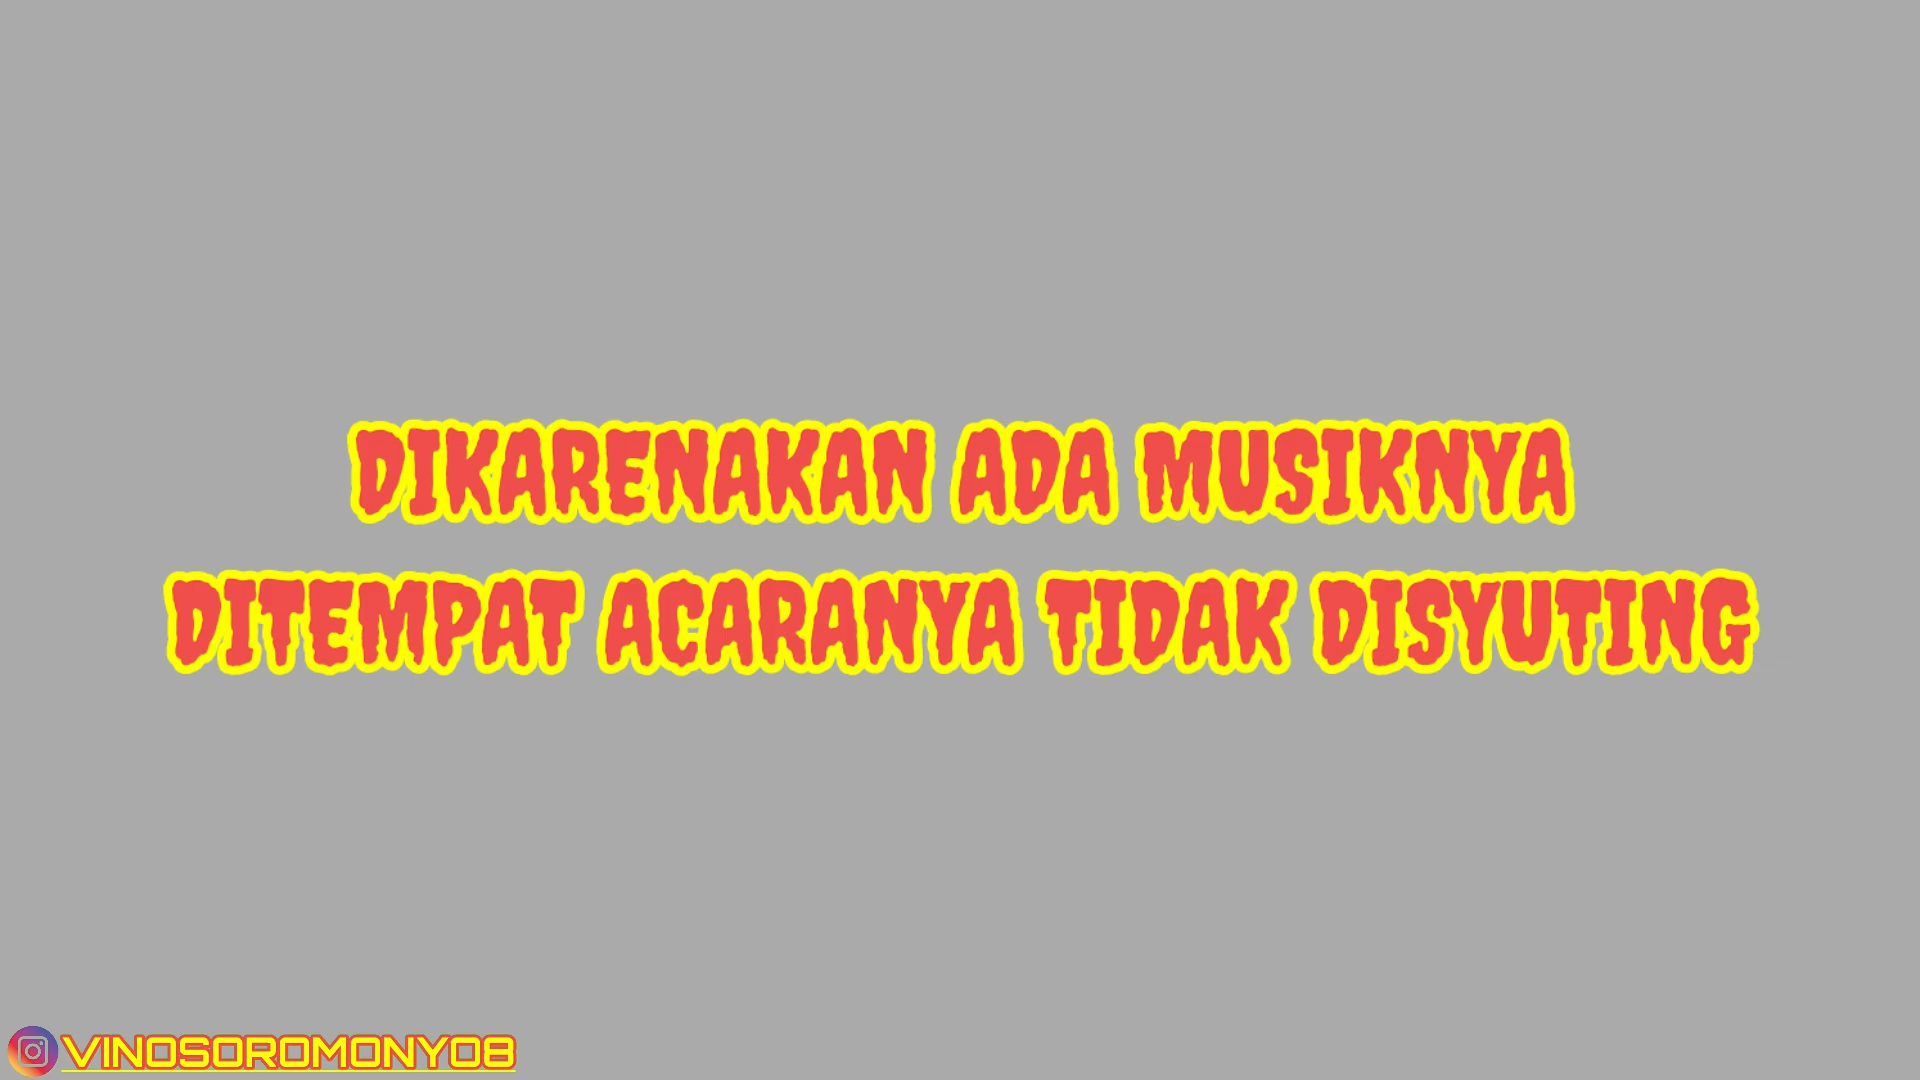 DIKARENAKAN ADA MUSIKNYA
DITEMPAT ACARANYA TIDAK DISYUTING
VINOSOROMONY08